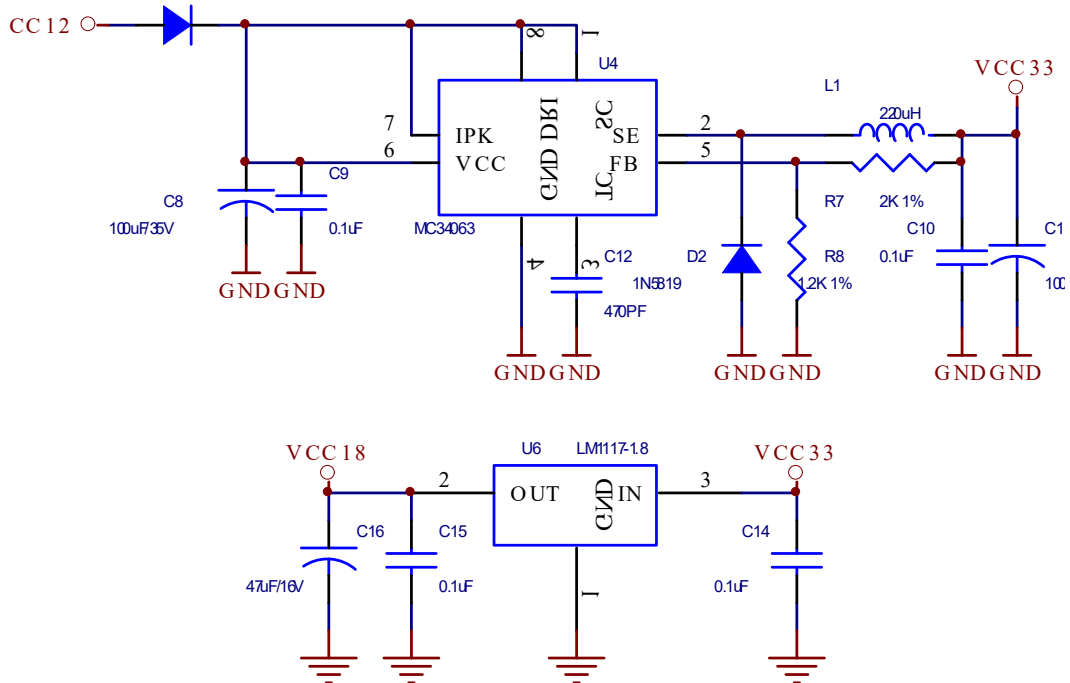 CC12
8
1
U4
L1
VCC33
7
IPK
GND DRI
SC
SE
2
220uH
6
VCC
GND
TC
FB
5
C8
100uF/35V
C9
0.1uF
MC34063
4
3
C12
470PF
1N5819
D2
R7
2K 1%
R8
1.2K 1%
C10
0.1uF
C1
100
GND
GND
GND
GND
GND
GND
GND
GND
VCC18
U6
LM1117-1.8
VCC33
2
OUT
GND
IN
3
C16
47uF/16V
C15
0.1uF
1
C14
0.1uF